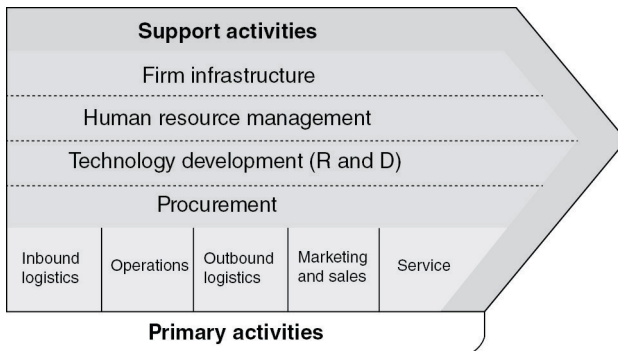 Support activities
Firm infrastructure
Human resource management
Technology development (R and D)
Procurement
Inbound
logistics
Operations
Outbound
logistics
Marketing
and sales
Service
Primary activities